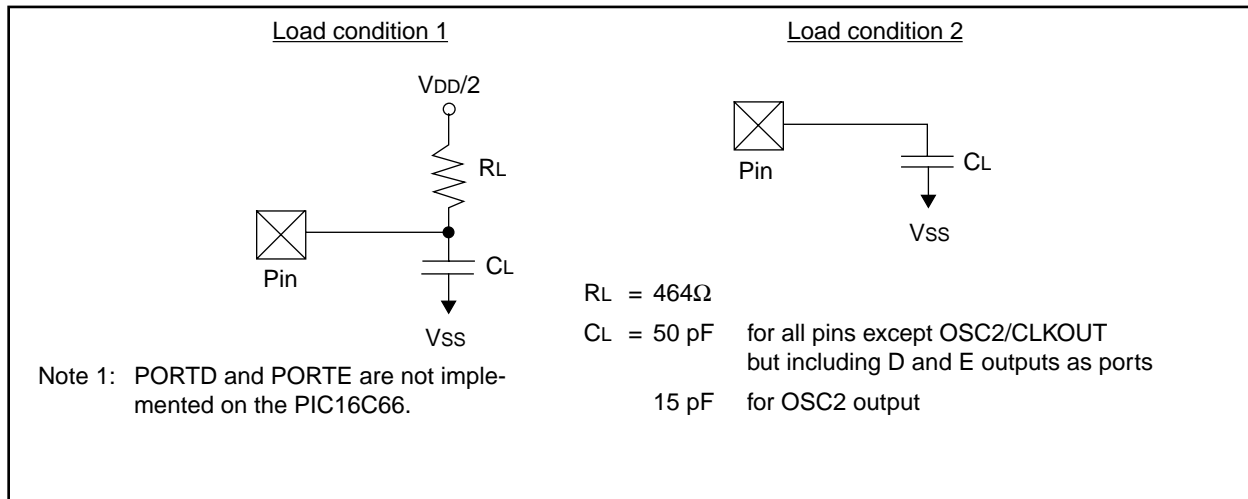 Load condition 1
VDD/2
RL
Pin
CL
VSS
Note 1: PORTD and PORTE are not imple-
mented on the PIC16C66.
Load condition 2
Pin
CL
VSS
RL = 464Ω
CL = 50 pF for all pins except OSC2/CLKOUT
but including D and E outputs as ports
15 pF for OSC2 output